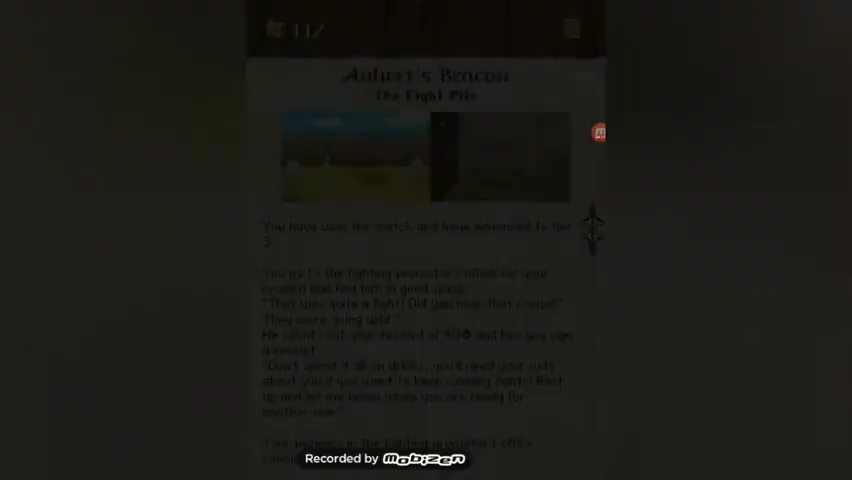 112
Aubert's Beacon
The Fight Pits
You have won the match and have advanced to tier
3.
You go to the fighting promoter's office for your
reward and find him in good spirits.
"That was quite a fight! Did you hear that crowd?
They were going wild."
He counts out your reward of 40 and has you sign
a receipt.
"Don't spend it all on drinks, you'll need your wits
about you if you want to keep winning fights! Rest
up and let me know when you are ready for
another one."
Your business in the fighting promoter's office
Recorded by Mobizen